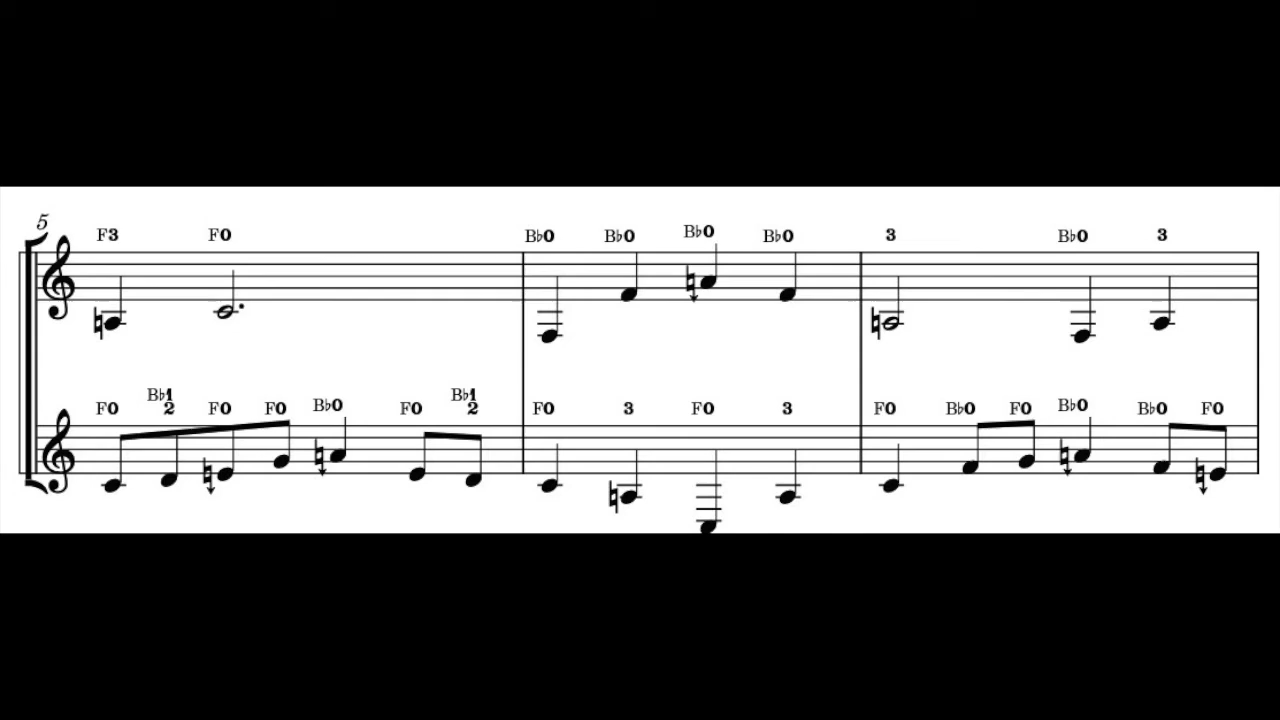 5
F3 F0 B♭0 B♭0 B♭0 B♭0 3 B♭0 3
F0 B♭1 2 F0 F0 B♭0 F0 B♭1 2 F0 3 F0 3 F0 B♭0 F0 B♭0 B♭0 F0